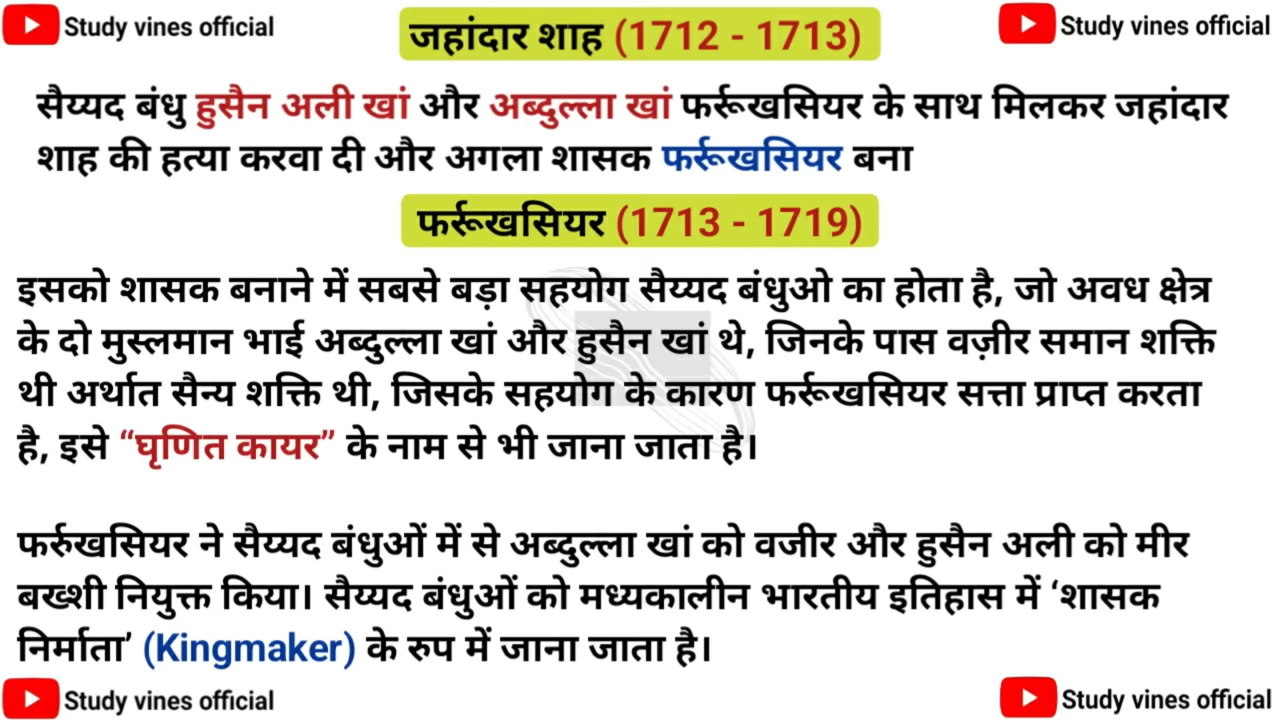 Study vines official
जहांदार शाह (1712 - 1713)
Study vines official
सैय्यद बंधु हुसैन अली खां और अब्दुल्ला खां फर्रूखसियर के साथ मिलकर जहांदार
शाह की हत्या करवा दी और अगला शासक फर्रूखसियर बना
फर्रूखसियर (1713 - 1719)
इसको शासक बनाने में सबसे बड़ा सहयोग सैय्यद बंधुओ का होता है, जो अवध क्षेत्र
के दो मुस्लमान भाई अब्दुल्ला खां और हुसैन खां थे, जिनके पास वज़ीर समान शक्ति
थी अर्थात सैन्य शक्ति थी, जिसके सहयोग के कारण फर्रूखसियर सत्ता प्राप्त करता
है, इसे “घृणित कायर” के नाम से भी जाना जाता है।
फर्रुखसियर ने सैय्यद बंधुओं में से अब्दुल्ला खां को वजीर और हुसैन अली को मीर
बख्शी नियुक्त किया। सैय्यद बंधुओं को मध्यकालीन भारतीय इतिहास में ‘शासक
निर्माता’ (Kingmaker) के रुप में जाना जाता है।
Study vines official
Study vines official